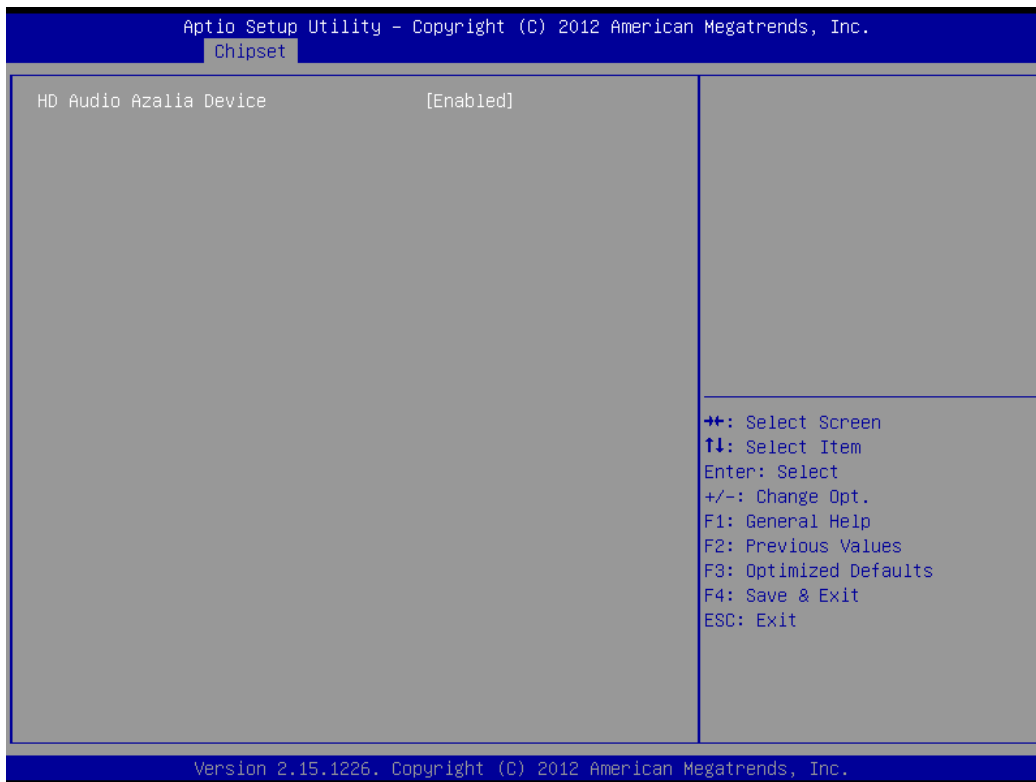 Aptio Setup Utility – Copyright (C) 2012 American Megatrends, Inc.
Chipset
HD Audio Azalia Device [Enabled]
→←: Select Screen
↑↓: Select Item
Enter: Select
+/-: Change Opt.
F1: General Help
F2: Previous Values
F3: Optimized Defaults
F4: Save & Exit
ESC: Exit
Version 2.15.1226. Copyright (C) 2012 American Megatrends, Inc.